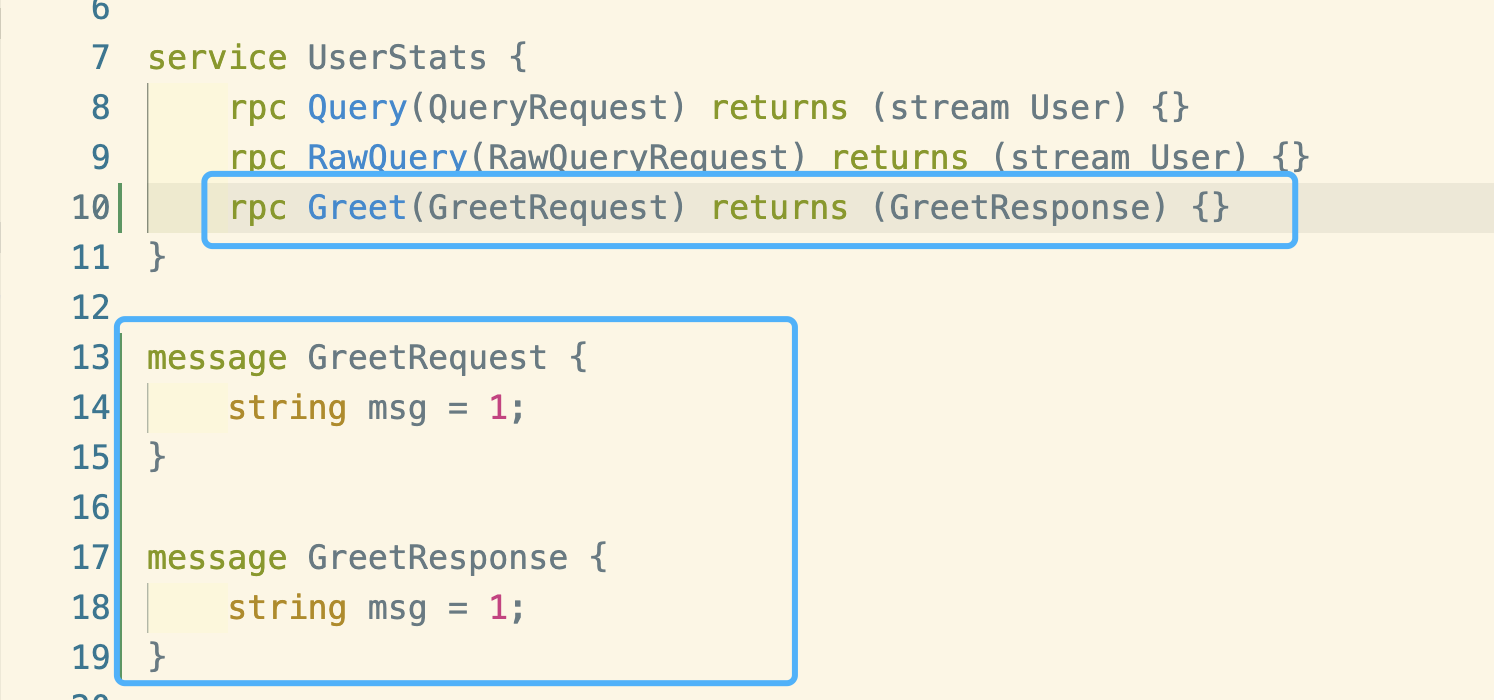 6
7 service UserStats {
8 rpc Query(QueryRequest) returns (stream User) {}
9 rpc RawQuery(RawQueryRequest) returns (stream User) {}
10 rpc Greet(GreetRequest) returns (GreetResponse) {}
11 }
12
13 message GreetRequest {
14 string msg = 1;
15 }
16
17 message GreetResponse {
18 string msg = 1;
19 }